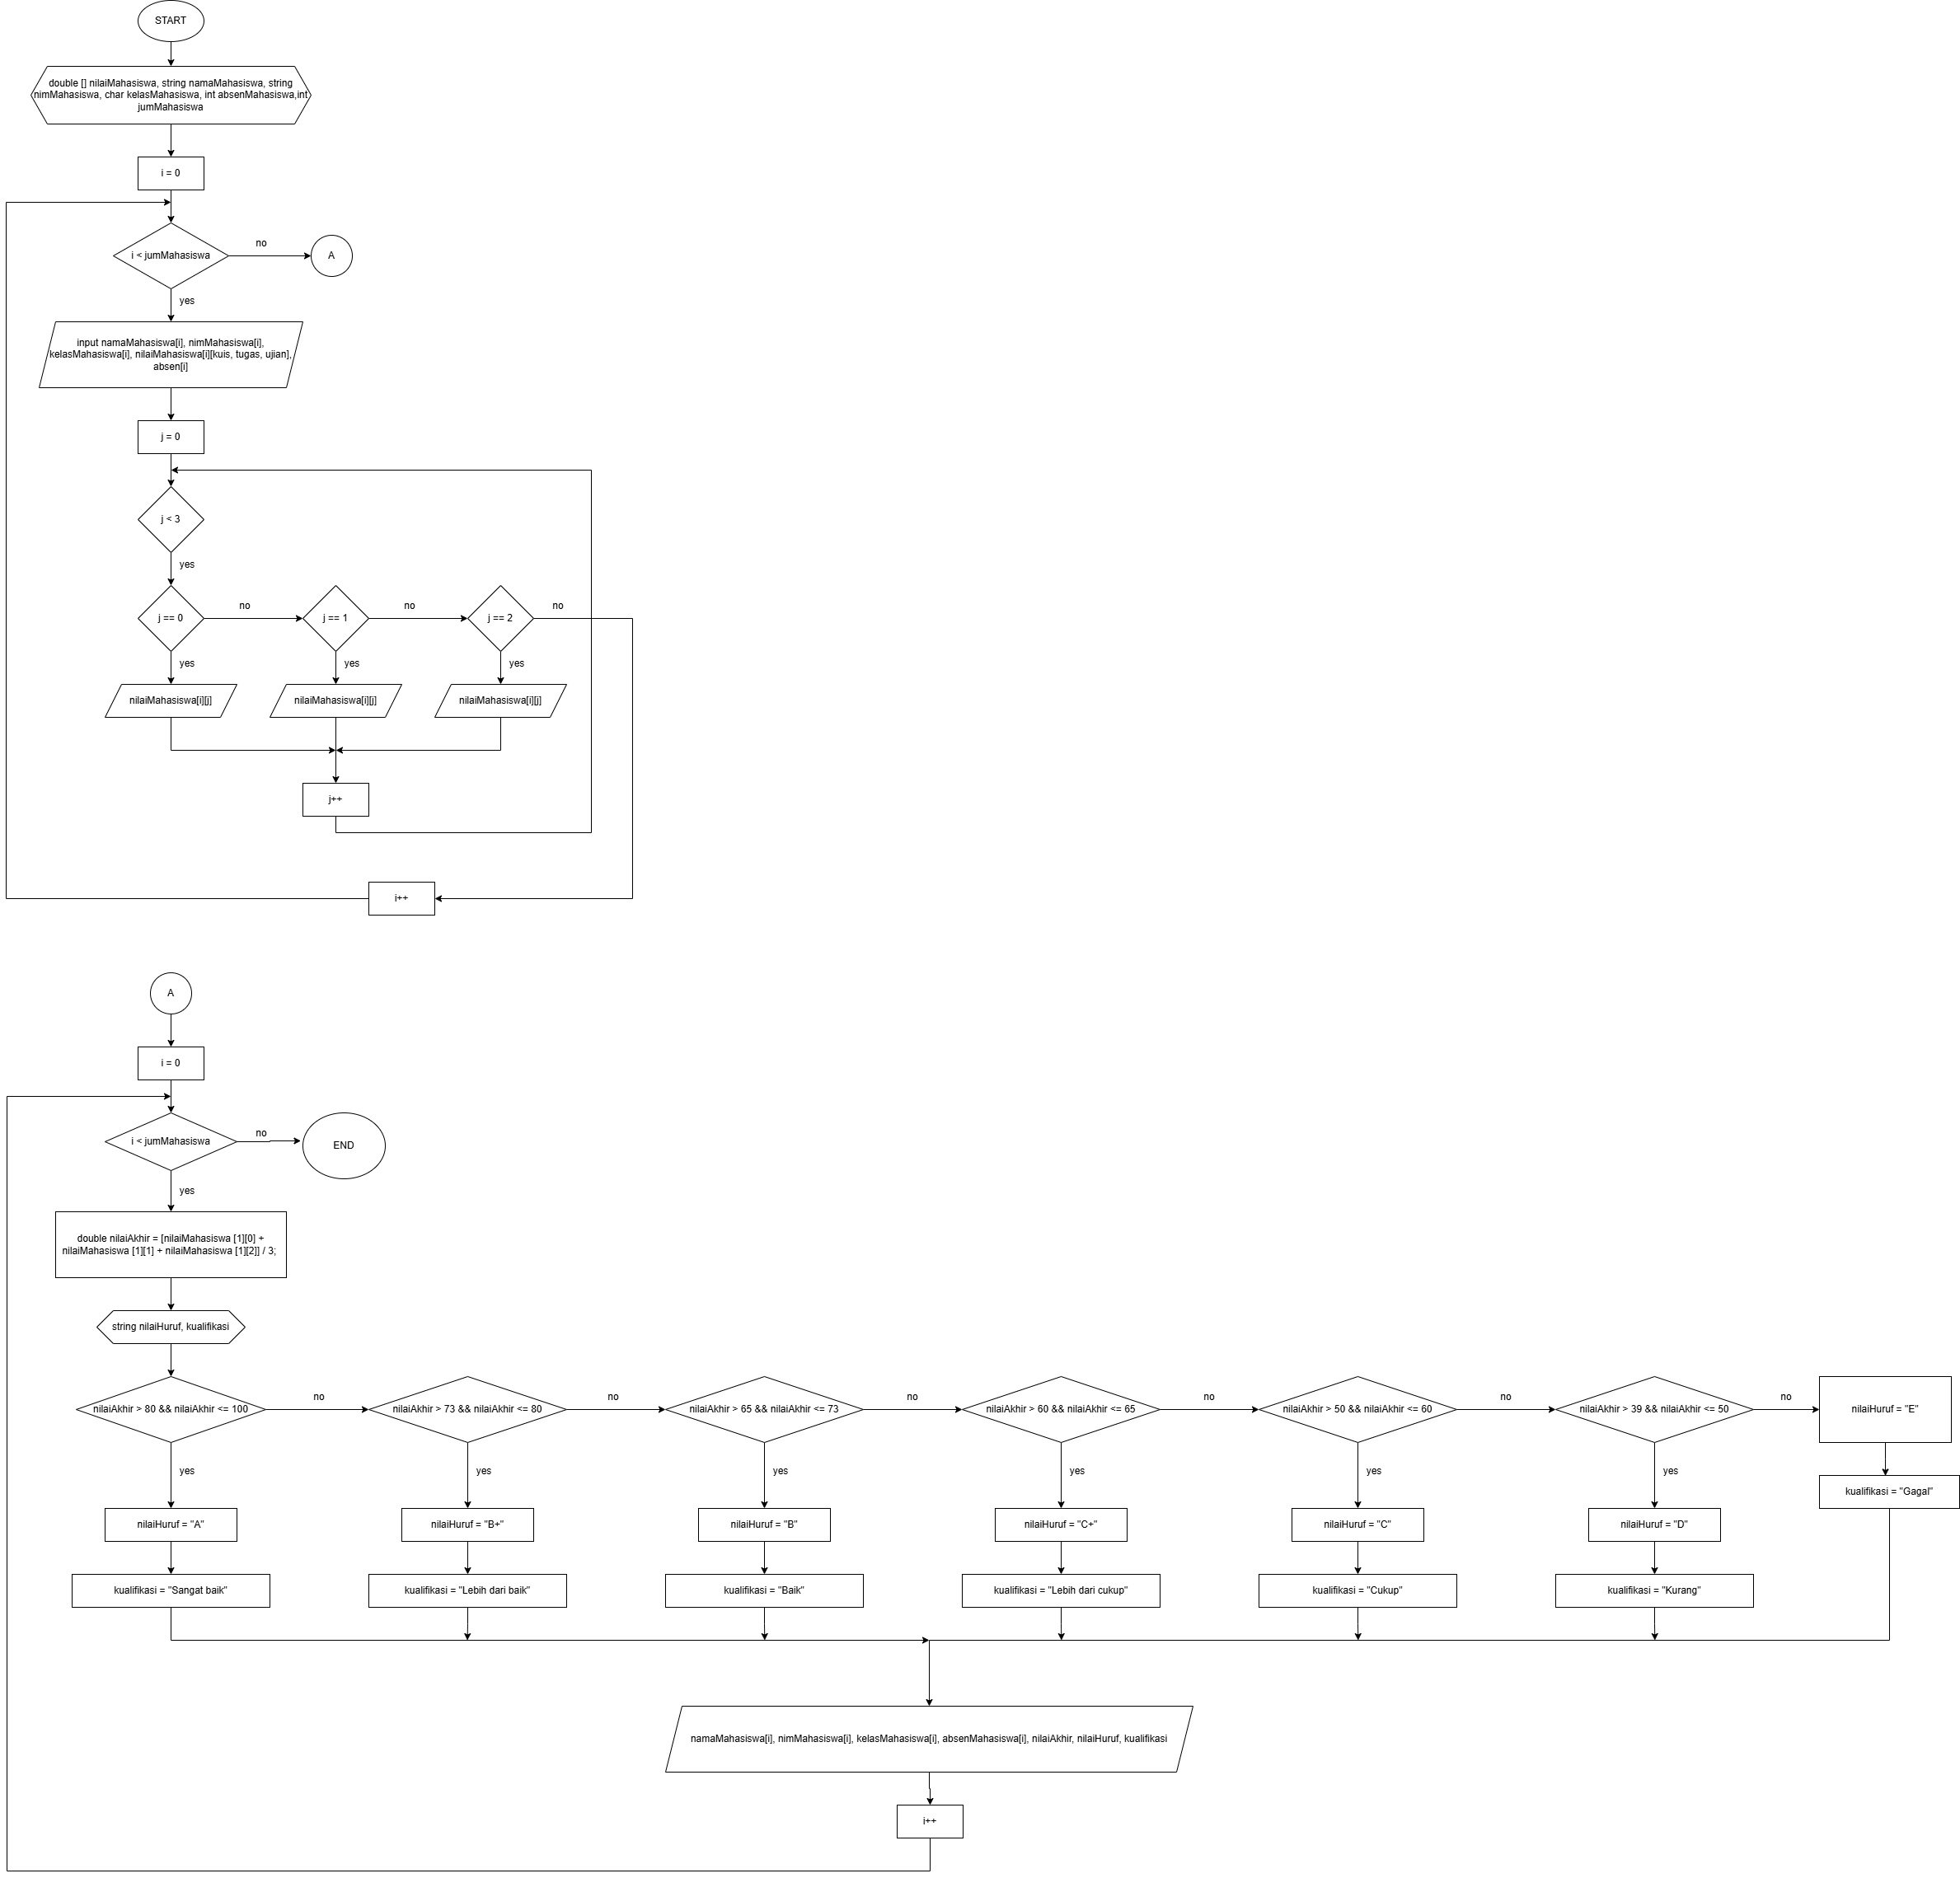 START
double [] nilaiMahasiswa, string namaMahasiswa, string
nimMahasiswa, char kelasMahasiswa, int absenMahasiswa,int
jumMahasiswa
i = 0
i < jumMahasiswa
no
A
yes
input namaMahasiswa[i], nimMahasiswa[i],
kelasMahasiswa[i], nilaiMahasiswa[i][kuis, tugas, ujian],
absen[i]
j = 0
j < 3
yes
j == 0
no
j == 1
no
j == 2
no
yes
yes
yes
nilaiMahasiswa[i][j]
nilaiMahasiswa[i][j]
nilaiMahasiswa[i][j]
j++
i++
A
i = 0
i < jumMahasiswa
no
END
yes
double nilaiAkhir = [nilaiMahasiswa [1][0] +
nilaiMahasiswa [1][1] + nilaiMahasiswa [1][2]] / 3;
string nilaiHuruf, kualifikasi
nilaiAkhir > 80 && nilaiAkhir <= 100
no
nilaiAkhir > 73 && nilaiAkhir <= 80
no
nilaiAkhir > 65 && nilaiAkhir <= 73
no
nilaiAkhir > 60 && nilaiAkhir <= 65
no
nilaiAkhir > 50 && nilaiAkhir <= 60
no
nilaiAkhir > 39 && nilaiAkhir <= 50
no
nilaiHuruf = "E"
yes
yes
yes
yes
yes
yes
kualifikasi = "Gagal"
nilaiHuruf = "A"
nilaiHuruf = "B+"
nilaiHuruf = "B"
nilaiHuruf = "C+"
nilaiHuruf = "C"
nilaiHuruf = "D"
kualifikasi = "Sangat baik"
kualifikasi = "Lebih dari baik"
kualifikasi = "Baik"
kualifikasi = "Lebih dari cukup"
kualifikasi = "Cukup"
kualifikasi = "Kurang"
namaMahasiswa[i], nimMahasiswa[i], kelasMahasiswa[i], absenMahasiswa[i], nilaiAkhir, nilaiHuruf, kualifikasi
i++